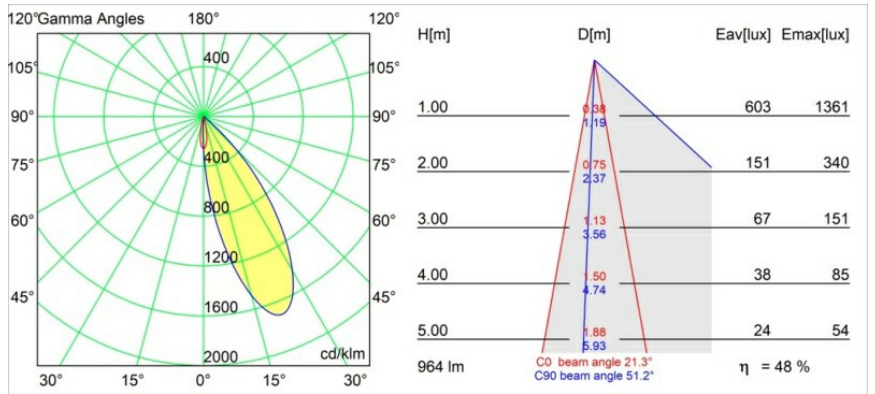 120° Gamma Angles 180° 120°
400
105° 105°
90° 90°
400
75° 75°
800
60° 60°
1200
45° 45°
1600
2000 cd/klm
30° 15° 0° 15° 30°
H[m] D[m] Eav[lux] Emax[lux]
1.00 0.38 603 1361
1.19
2.00 0.75 151 340
2.37
3.00 1.13 67 151
3.56
4.00 1.50 38 85
4.74
5.00 1.88 24 54
5.93
964 lm C0 beam angle 21.3° η = 48 %
C90 beam angle 51.2°